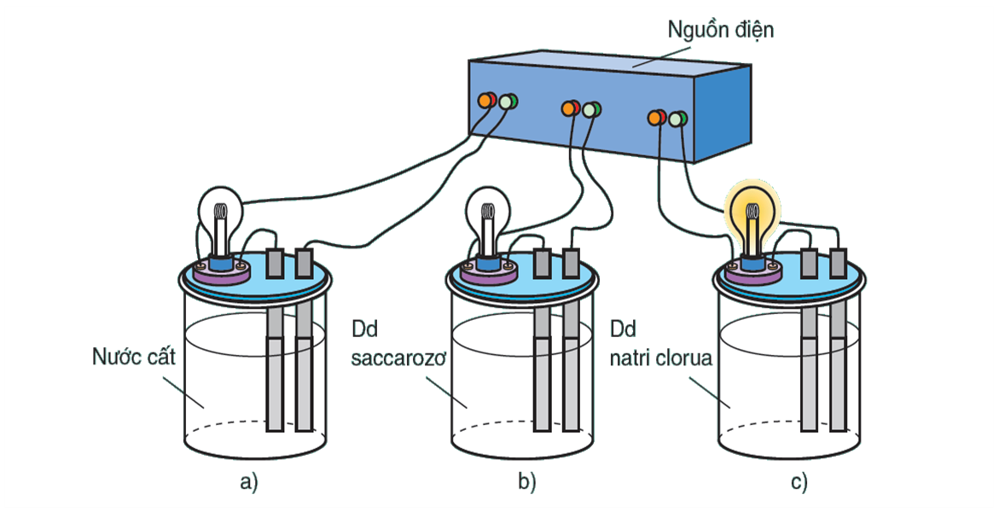 Nguồn điện
Nước cất
Dd
saccarozơ
Dd
natri clorua
a)
b)
c)